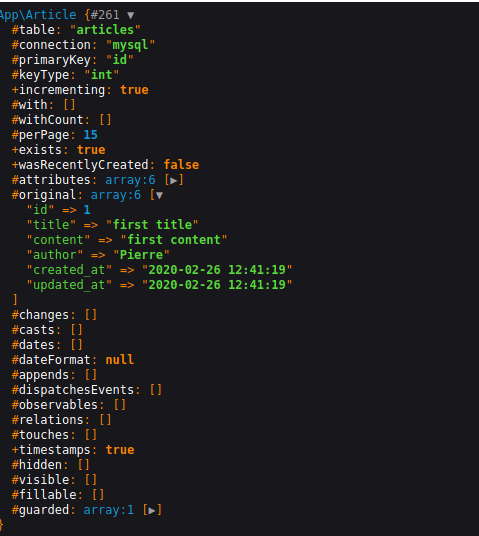 App\Article {#261 ▼
#table: "articles"
#connection: "mysql"
#primaryKey: "id"
#keyType: "int"
+incrementing: true
#with: []
#withCount: []
#perPage: 15
+exists: true
+wasRecentlyCreated: false
#attributes: array:6 [▶]
#original: array:6 [▼
"id" => 1
"title" => "first title"
"content" => "first content"
"author" => "Pierre"
"created_at" => "2020-02-26 12:41:19"
"updated_at" => "2020-02-26 12:41:19"
]
#changes: []
#casts: []
#dates: []
#dateFormat: null
#appends: []
#dispatchesEvents: []
#observables: []
#relations: []
#touches: []
+timestamps: true
#hidden: []
#visible: []
#fillable: []
#guarded: array:1 [▶]
}